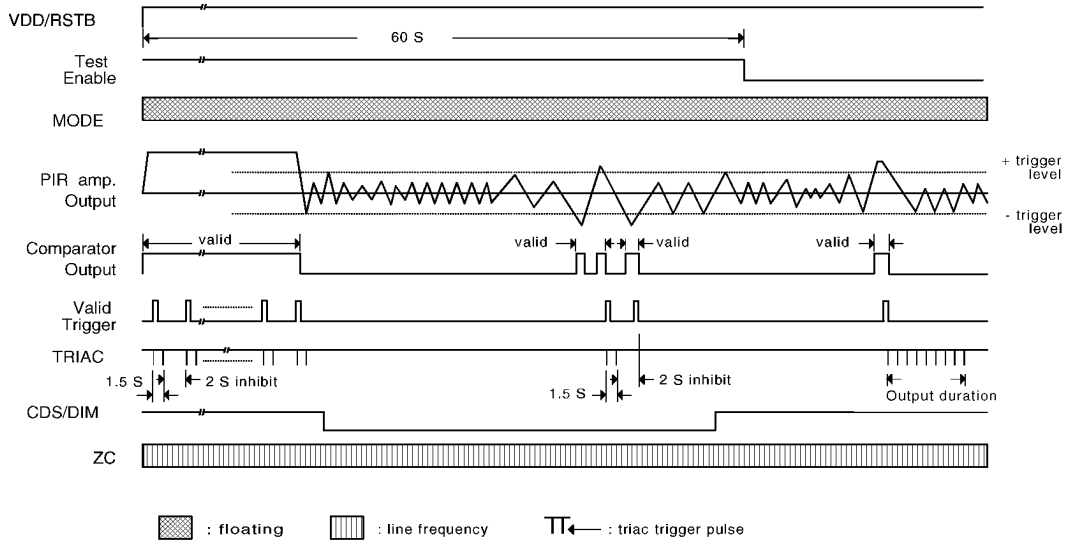 VDD/RSTB
60 S
Test
Enable
MODE
PIR amp.
Output
+ trigger
level
- trigger
level
Comparator
Output
valid
valid
valid
valid
Valid
Trigger
TRIAC
1.5 S
2 S inhibit
1.5 S
2 S inhibit
Output duration
CDS/DIM
ZC
: floating
: line frequency
: triac trigger pulse